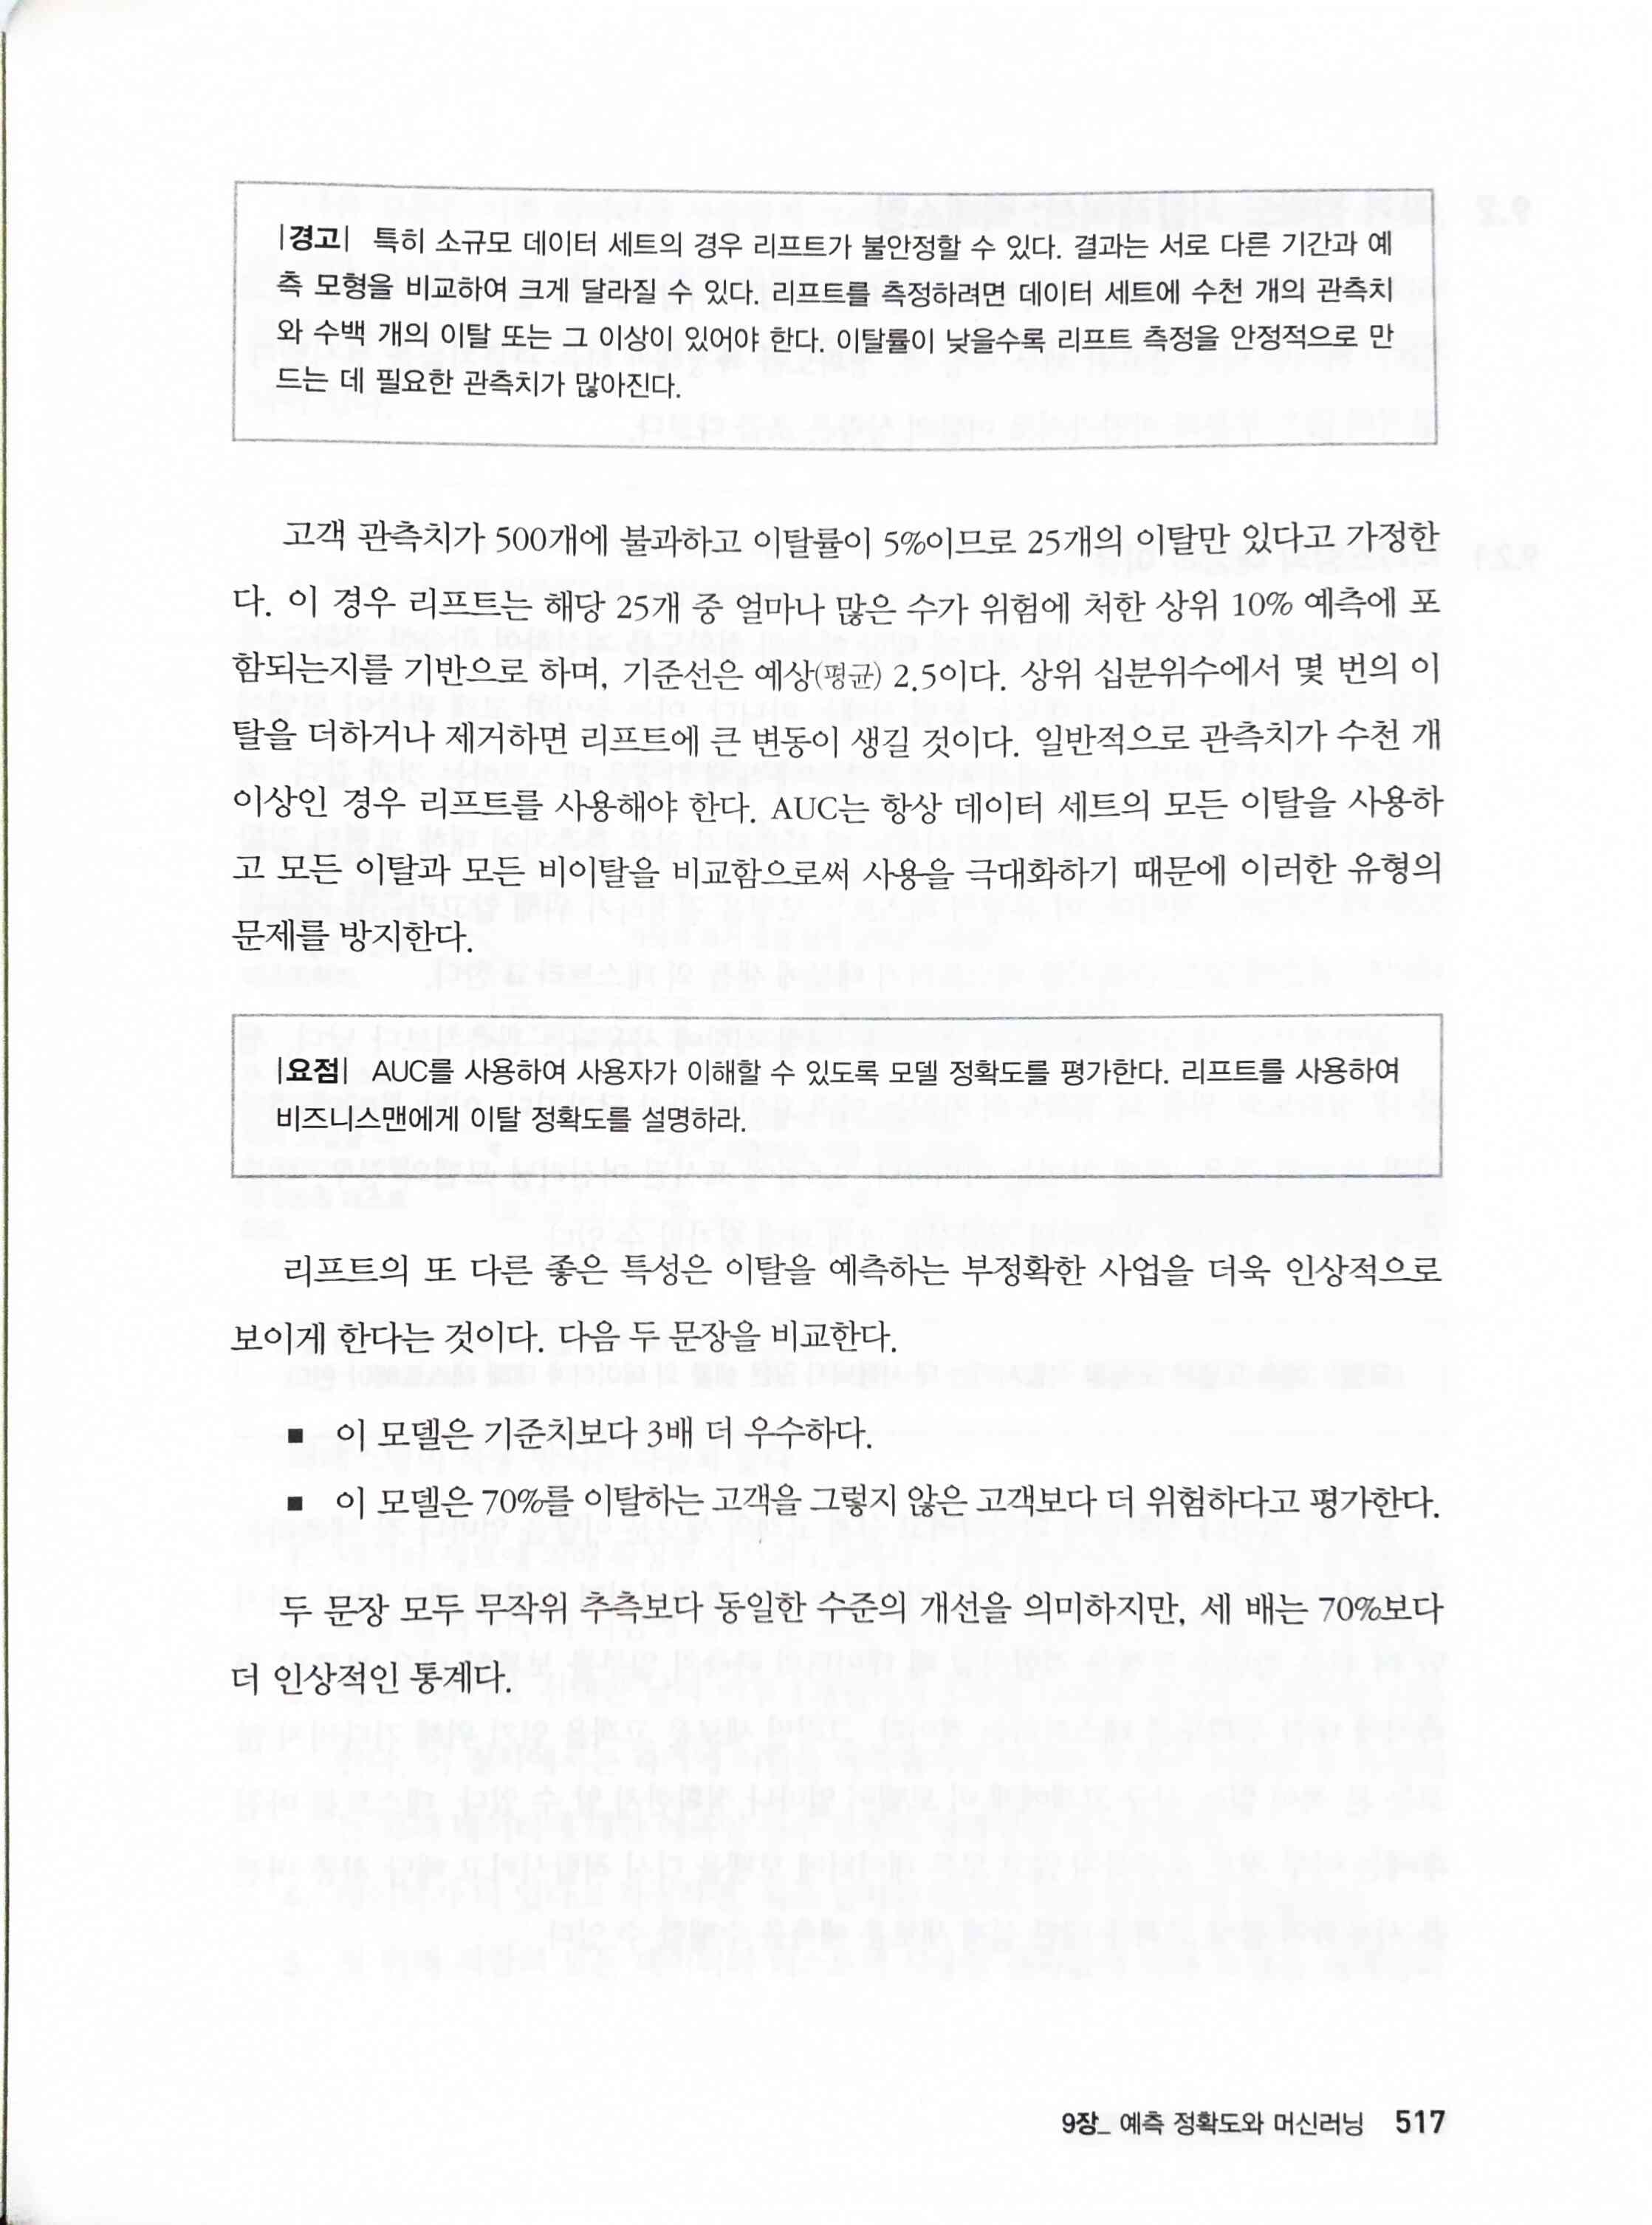 |경고| 특히 소규모 데이터 세트의 경우 리프트가 불안정할 수 있다. 결과는 서로 다른 기간과 예
측 모형을 비교하여 크게 달라질 수 있다. 리프트를 측정하려면 데이터 세트에 수천 개의 관측치
와 수백 개의 이탈 또는 그 이상이 있어야 한다. 이탈률이 낮을수록 리프트 측정을 안정적으로 만
드는 데 필요한 관측치가 많아진다.
고객 관측치가 500개에 불과하고 이탈률이 5%이므로 25개의 이탈만 있다고 가정한
다. 이 경우 리프트는 해당 25개 중 얼마나 많은 수가 위험에 처한 상위 10% 예측에 포
함되는지를 기반으로 하며, 기준선은 예상(평균) 2.5이다. 상위 십분위수에서 몇 번의 이
탈을 더하거나 제거하면 리프트에 큰 변동이 생길 것이다. 일반적으로 관측치가 수천 개
이상인 경우 리프트를 사용해야 한다. AUC는 항상 데이터 세트의 모든 이탈을 사용하
고 모든 이탈과 모든 비이탈을 비교함으로써 사용을 극대화하기 때문에 이러한 유형의
문제를 방지한다.
|요점| AUC를 사용하여 사용자가 이해할 수 있도록 모델 정확도를 평가한다. 리프트를 사용하여
비즈니스맨에게 이탈 정확도를 설명하라.
리프트의 또 다른 좋은 특성은 이탈을 예측하는 부정확한 사업을 더욱 인상적으로
보이게 한다는 것이다. 다음 두 문장을 비교한다.
■ 이 모델은 기준치보다 3배 더 우수하다.
■ 이 모델은 70%를 이탈하는 고객을 그렇지 않은 고객보다 더 위험하다고 평가한다.
두 문장 모두 무작위 추측보다 동일한 수준의 개선을 의미하지만, 세 배는 70%보다
더 인상적인 통계다.
9장_ 예측 정확도와 머신러닝 517